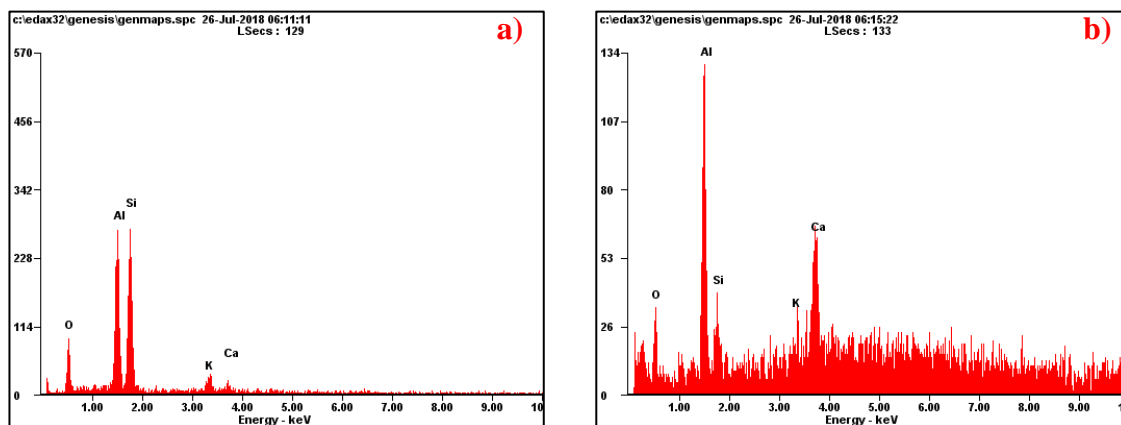 c:\edax32\genesis\genmaps.spc 26-Jul-2018 06:11:11
LSecs : 129
a)
570
456
342
228
114
0
O
Al
Si
K
Ca
1.00 2.00 3.00 4.00 5.00 6.00 7.00 8.00 9.00 10
Energy - keV
c:\edax32\genesis\genmaps.spc 26-Jul-2018 06:15:22
LSecs : 133
b)
134
107
80
53
26
0
O
Al
Si
K
Ca
1.00 2.00 3.00 4.00 5.00 6.00 7.00 8.00 9.00 1
Energy - keV